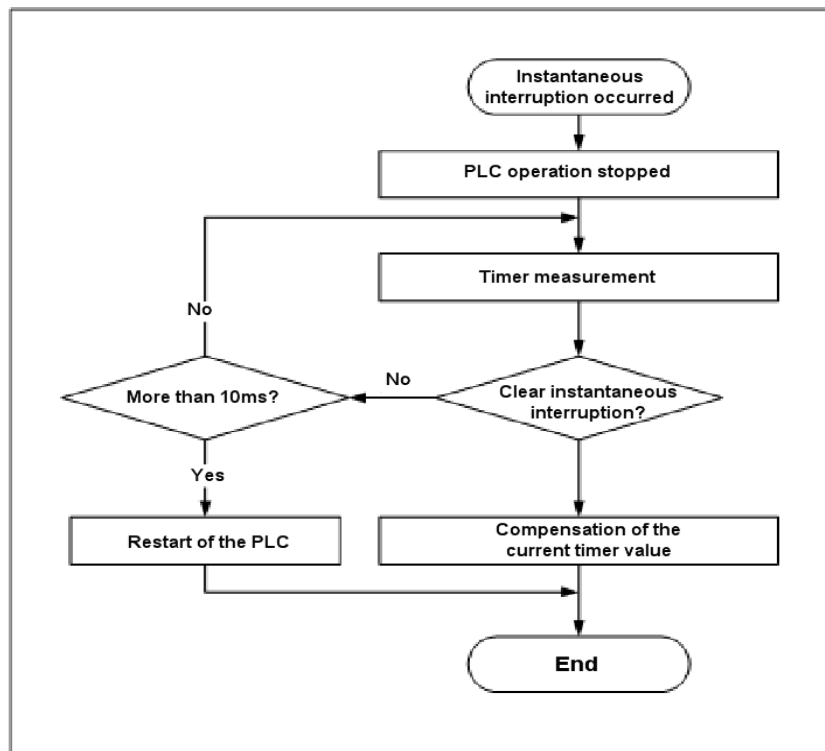 Instantaneous
interruption occurred
PLC operation stopped
Timer measurement
No
More than 10ms?
No
Clear instantaneous
interruption?
Yes
Restart of the PLC
Compensation of the
current timer value
End